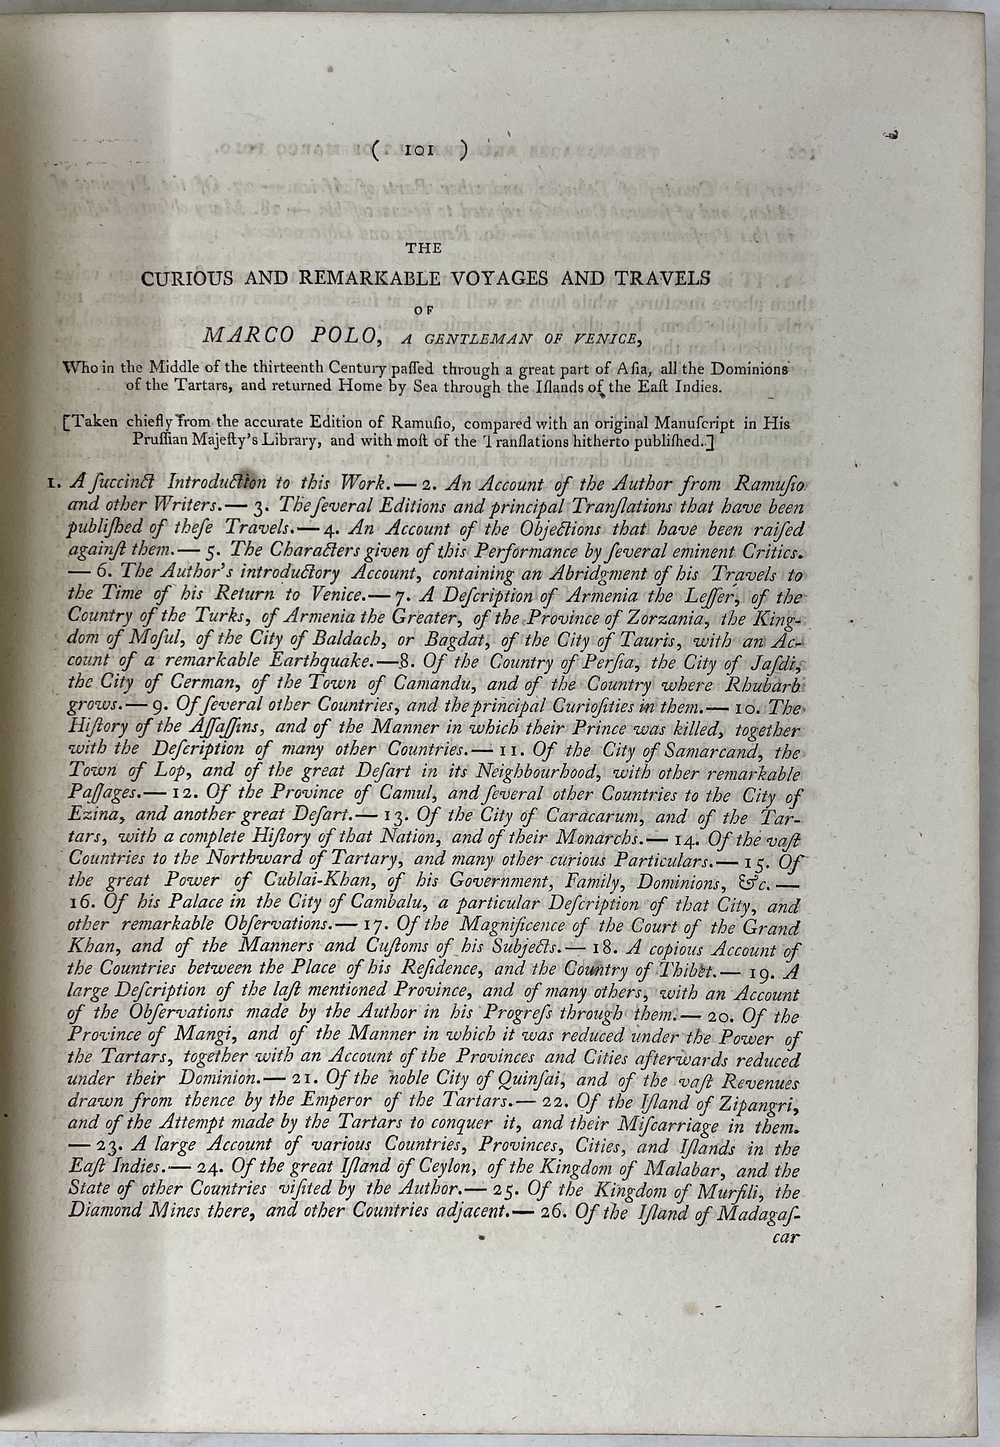 ( 101 )
THE
CURIOUS AND REMARKABLE VOYAGES AND TRAVELS
OF
MARCO POLO, A GENTLEMAN OF VENICE,
Who in the Middle of the thirteenth Century paſſed through a great part of Aſia, all the Dominions
of the Tartars, and returned Home by Sea through the Iſlands of the Eaſt Indies.
[Taken chiefly from the accurate Edition of Ramuſio, compared with an original Manuſcript in His
Pruſſian Majeſty's Library, and with moſt of the Tranſlations hitherto publiſhed.]
1. A ſuccinct Introduction to this Work.— 2. An Account of the Author from Ramuſio
and other Writers.— 3. The ſeveral Editions and principal Tranſlations that have been
publiſhed of theſe Travels.— 4. An Account of the Objections that have been raiſed
againſt them.— 5. The Characters given of this Performance by ſeveral eminent Critics.
— 6. The Author's introductory Account, containing an Abridgment of his Travels to
the Time of his Return to Venice.— 7. A Deſcription of Armenia the Leſſer, of the
Country of the Turks, of Armenia the Greater, of the Province of Zorzania, the King-
dom of Moſul, of the City of Baldach, or Bagdat, of the City of Tauris, with an Ac-
count of a remarkable Earthquake.—8. Of the Country of Perſia, the City of Jaſdi,
the City of Cerman, of the Town of Camandu, and of the Country where Rhubarb
grows.— 9. Of ſeveral other Countries, and the principal Curioſities in them.— 10. The
Hiſtory of the Aſſaſſins, and of the Manner in which their Prince was killed, together
with the Deſcription of many other Countries.— 11. Of the City of Samarcand, the
Town of Lop, and of the great Deſart in its Neighbourhood, with other remarkable
Paſſages.— 12. Of the Province of Camul, and ſeveral other Countries to the City of
Ezina, and another great Deſart.— 13. Of the City of Caracarum, and of the Tar-
tars, with a complete Hiſtory of that Nation, and of their Monarchs.— 14. Of the vaſt
Countries to the Northward of Tartary, and many other curious Particulars.— 15. Of
the great Power of Cublai-Khan, of his Government, Family, Dominions, &c.—
16. Of his Palace in the City of Cambalu, a particular Deſcription of that City, and
other remarkable Obſervations.— 17. Of the Magnificence of the Court of the Grand
Khan, and of the Manners and Cuſtoms of his Subjects.— 18. A copious Account of
the Countries between the Place of his Reſidence, and the Country of Thibet.— 19. A
large Deſcription of the laſt mentioned Province, and of many others, with an Account
of the Obſervations made by the Author in his Progreſs through them.— 20. Of the
Province of Mangi, and of the Manner in which it was reduced under the Power of
the Tartars, together with an Account of the Provinces and Cities afterwards reduced
under their Dominion.— 21. Of the noble City of Quinſai, and of the vaſt Revenues
drawn from thence by the Emperor of the Tartars.— 22. Of the Iſland of Zipangri,
and of the Attempt made by the Tartars to conquer it, and their Miſcarriage in them.
— 23. A large Account of various Countries, Provinces, Cities, and Iſlands in the
Eaſt Indies.— 24. Of the great Iſland of Ceylon, of the Kingdom of Malabar, and the
State of other Countries viſited by the Author.— 25. Of the Kingdom of Murfili, the
Diamond Mines there, and other Countries adjacent.— 26. Of the Iſland of Madagaſ-
car